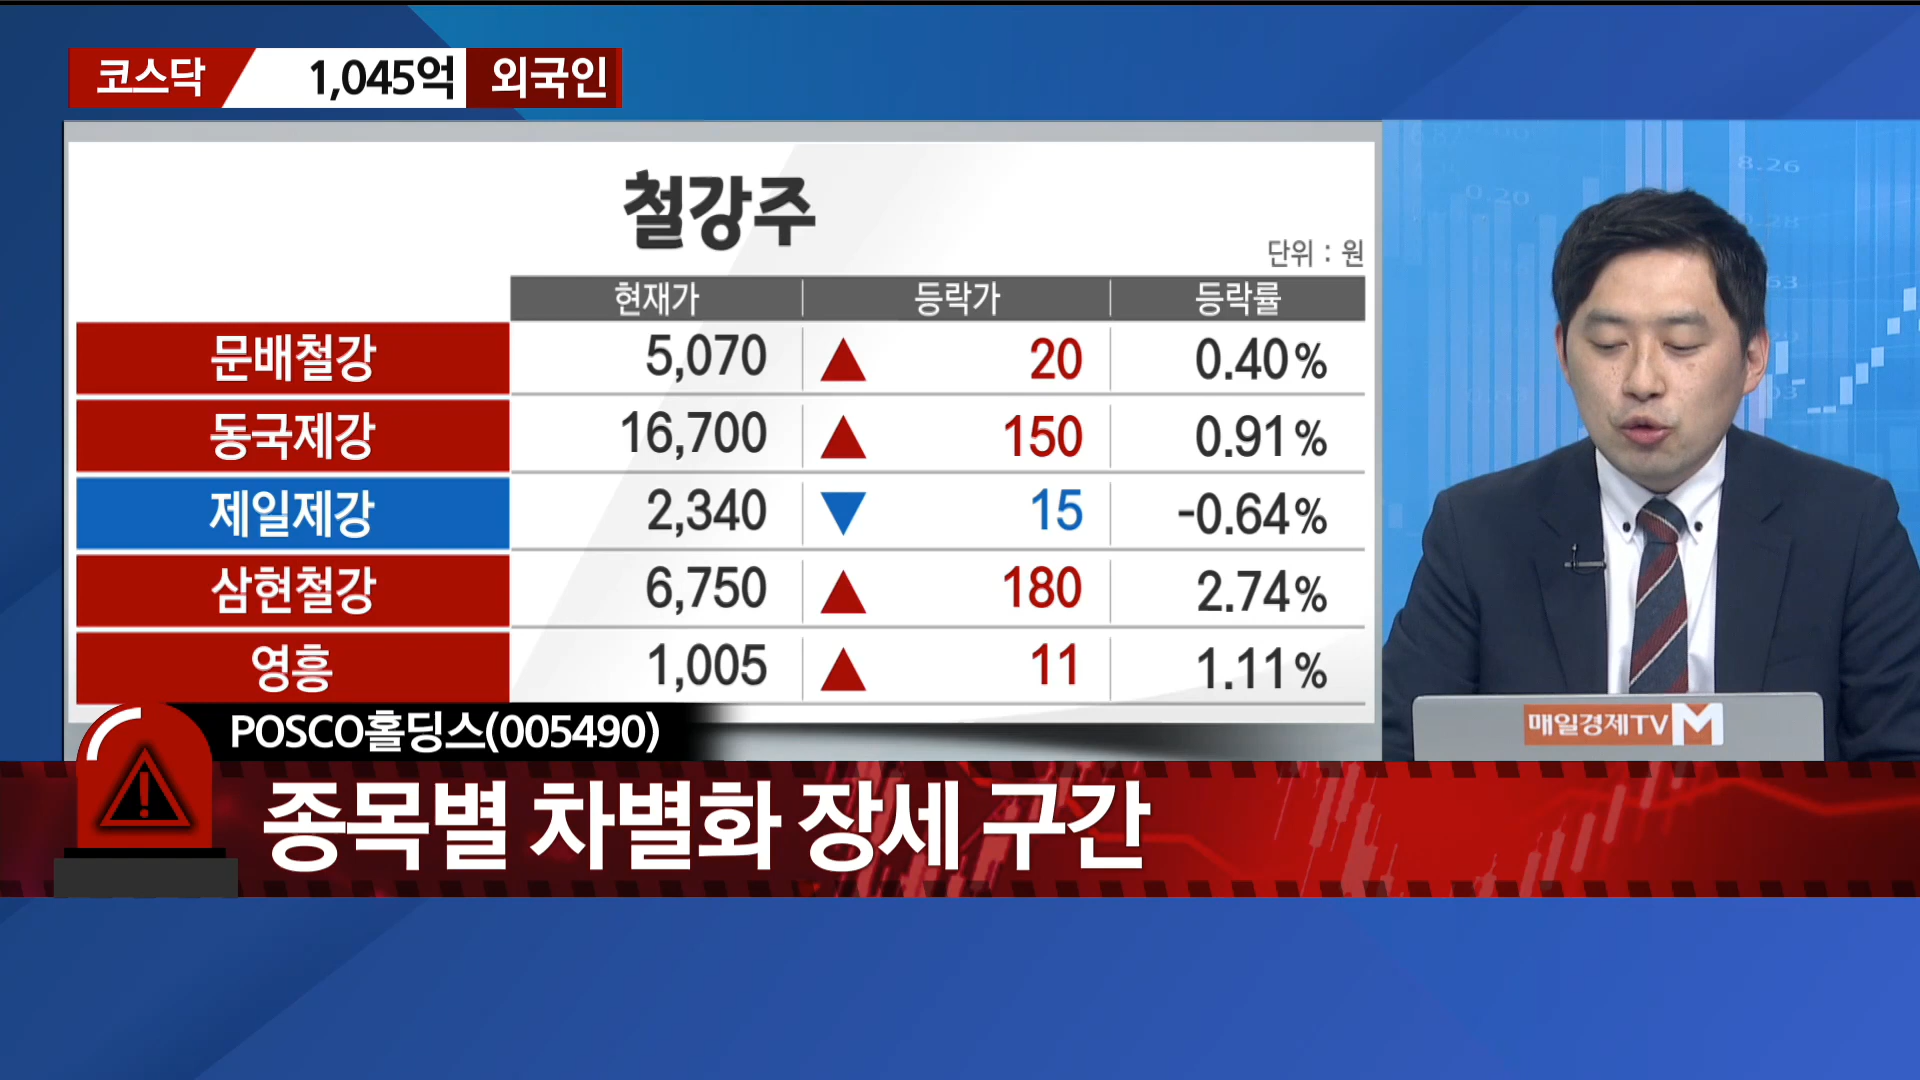 코스닥 1,045억 외국인
철강주
단위 : 원
현재가 등락가 등락률
문배철강 5,070 ▲ 20 0.40%
동국제강 16,700 ▲ 150 0.91%
제일제강 2,340 ▼ 15 -0.64%
삼현철강 6,750 ▲ 180 2.74%
영흥 1,005 ▲ 11 1.11%
매일경제TV M
POSCO홀딩스(005490)
종목별 차별화 장세 구간
8.26
0.20